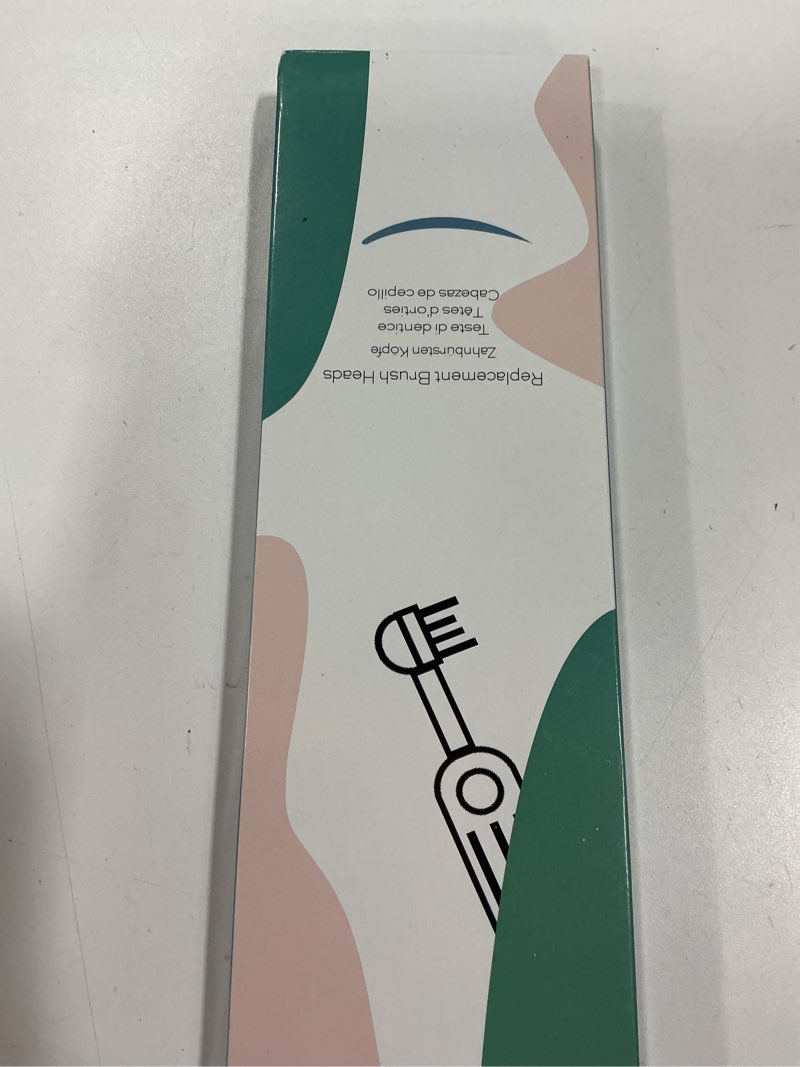 Replacement Brush Heads
Zahnbürsten Köpfe
Teste di dentice
Têtes d'orties
Cabezas de cepillo